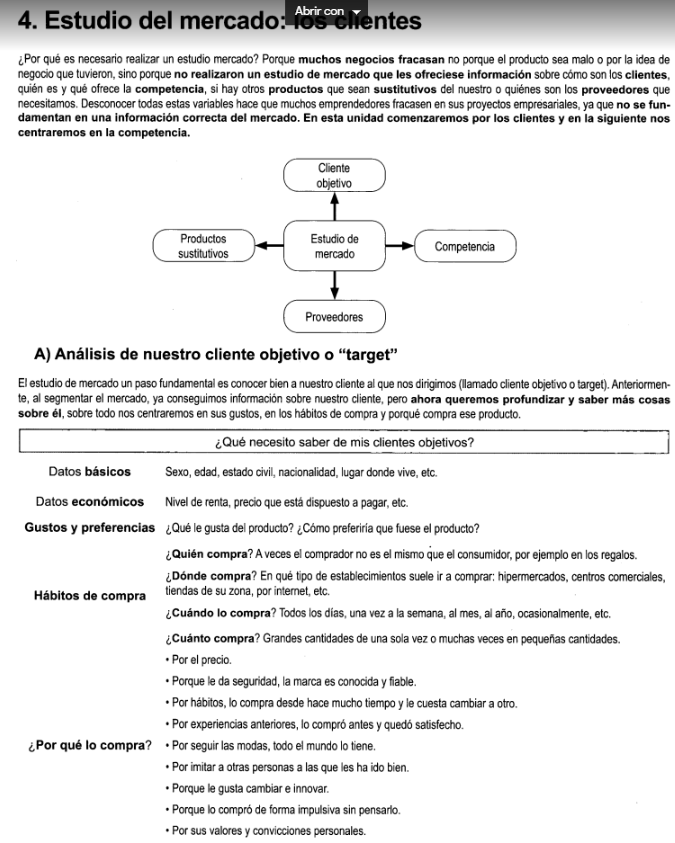 Abrir con
4. Estudio del mercado: los clientes
¿Por qué es necesario realizar un estudio mercado? Porque muchos negocios fracasan no porque el producto sea malo o por la idea de
negocio que tuvieron, sino porque no realizaron un estudio de mercado que les ofreciese información sobre cómo son los clientes,
quién es y qué ofrece la competencia, si hay otros productos que sean sustitutivos del nuestro o quiénes son los proveedores que
necesitamos. Desconocer todas estas variables hace que muchos emprendedores fracasen en sus proyectos empresariales, ya que no se fun-
damentan en una información correcta del mercado. En esta unidad comenzaremos por los clientes y en la siguiente nos
centraremos en la competencia.
Cliente
objetivo
Productos
sustitutivos
Estudio de
mercado
Competencia
Proveedores
A) Análisis de nuestro cliente objetivo o “target”
El estudio de mercado un paso fundamental es conocer bien a nuestro cliente al que nos dirigimos (llamado cliente objetivo o target). Anteriormen-
te, al segmentar el mercado, ya conseguimos información sobre nuestro cliente, pero ahora queremos profundizar y saber más cosas
sobre él, sobre todo nos centraremos en sus gustos, en los hábitos de compra y porqué compra ese producto.
¿Qué necesito saber de mis clientes objetivos?
Datos básicos Sexo, edad, estado civil, nacionalidad, lugar donde vive, etc.
Datos económicos Nivel de renta, precio que está dispuesto a pagar, etc.
Gustos y preferencias ¿Qué le gusta del producto? ¿Cómo preferiría que fuese el producto?
Hábitos de compra
¿Quién compra? A veces el comprador no es el mismo que el consumidor, por ejemplo en los regalos.
¿Dónde compra? En qué tipo de establecimientos suele ir a comprar: hipermercados, centros comerciales,
tiendas de su zona, por internet, etc.
¿Cuándo lo compra? Todos los días, una vez a la semana, al mes, al año, ocasionalmente, etc.
¿Cuánto compra? Grandes cantidades de una sola vez o muchas veces en pequeñas cantidades.
¿Por qué lo compra?
• Por el precio.
• Porque le da seguridad, la marca es conocida y fiable.
• Por hábitos, lo compra desde hace mucho tiempo y le cuesta cambiar a otro.
• Por experiencias anteriores, lo compró antes y quedó satisfecho.
• Por seguir las modas, todo el mundo lo tiene.
• Por imitar a otras personas a las que les ha ido bien.
• Porque le gusta cambiar e innovar.
• Porque lo compró de forma impulsiva sin pensarlo.
• Por sus valores y convicciones personales.